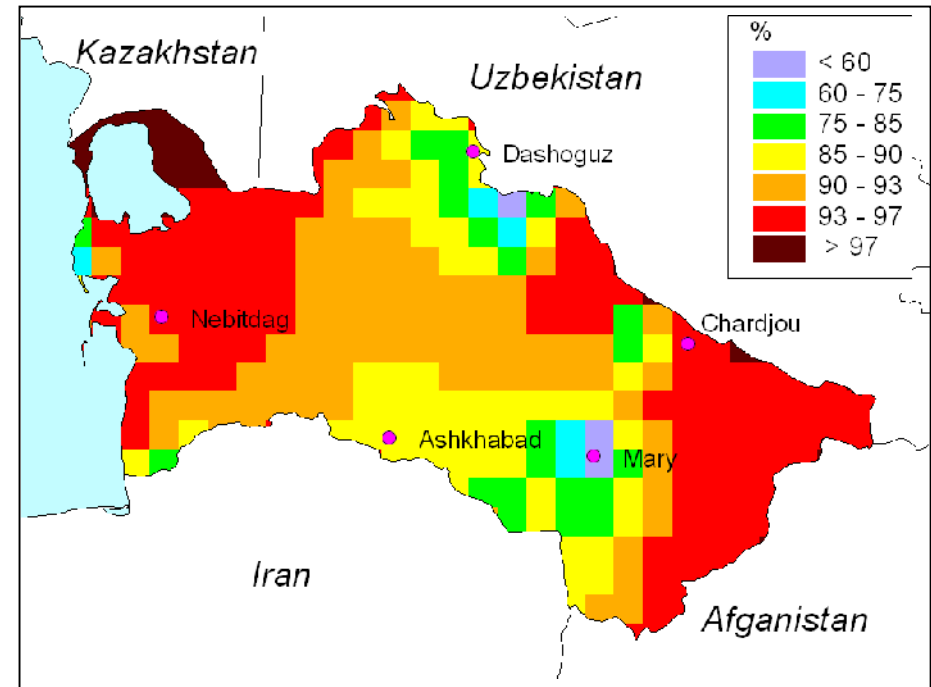 Kazakhstan
Uzbekistan
%
< 60
60 - 75
75 - 85
85 - 90
90 - 93
93 - 97
> 97
Dashoguz
Nebitdag
Chardjou
Ashkhabad
Mary
Iran
Afganistan